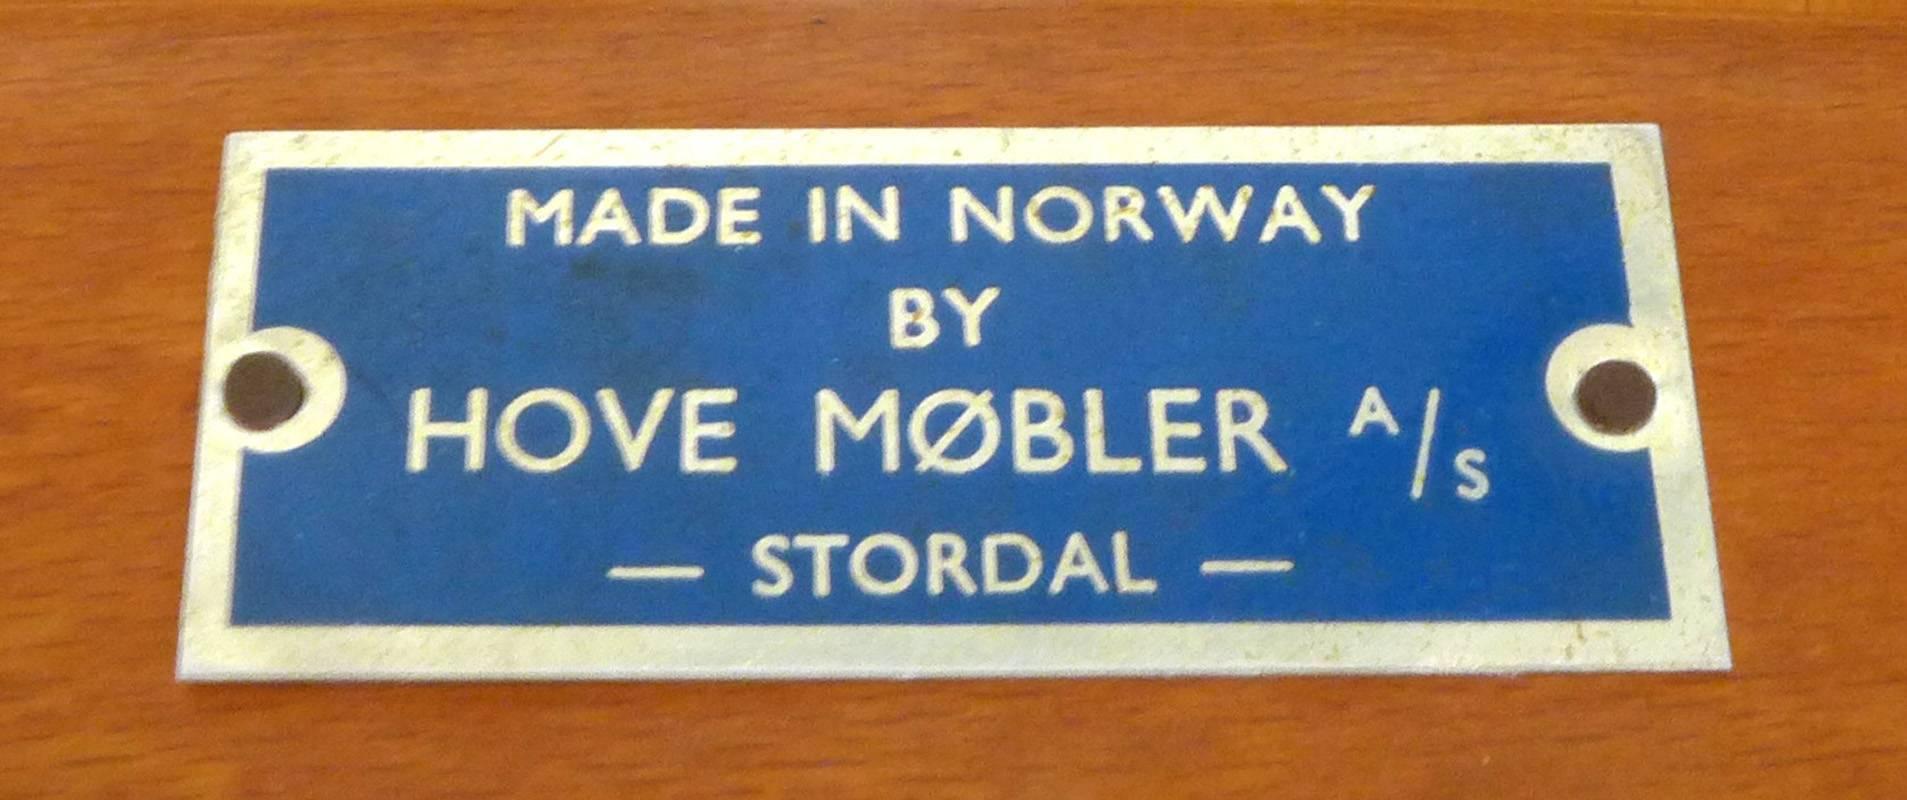 MADE IN NORWAY
BY
HOVE MØBLER A/S
— STORDAL —